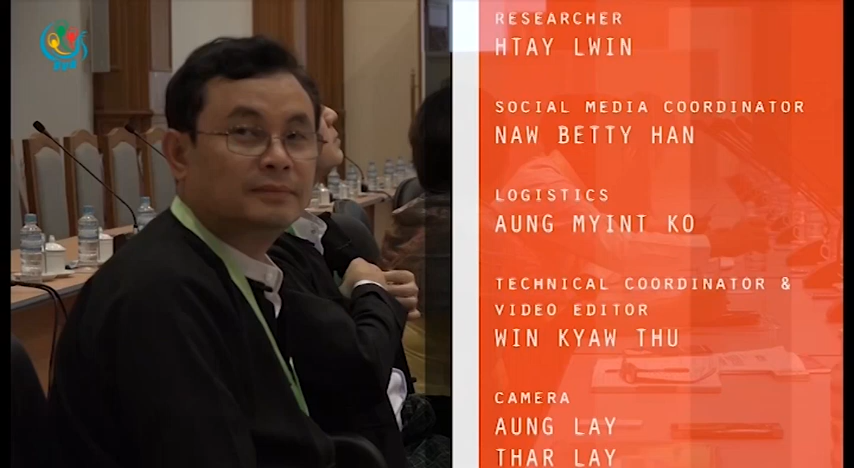 RESEARCHER
HTAY LWIN
SOCIAL MEDIA COORDINATOR
NAW BETTY HAN
LOGISTICS
AUNG MYINT KO
TECHNICAL COORDINATOR &
VIDEO EDITOR
WIN KYAW THU
CAMERA
AUNG LAY
THAR LAY